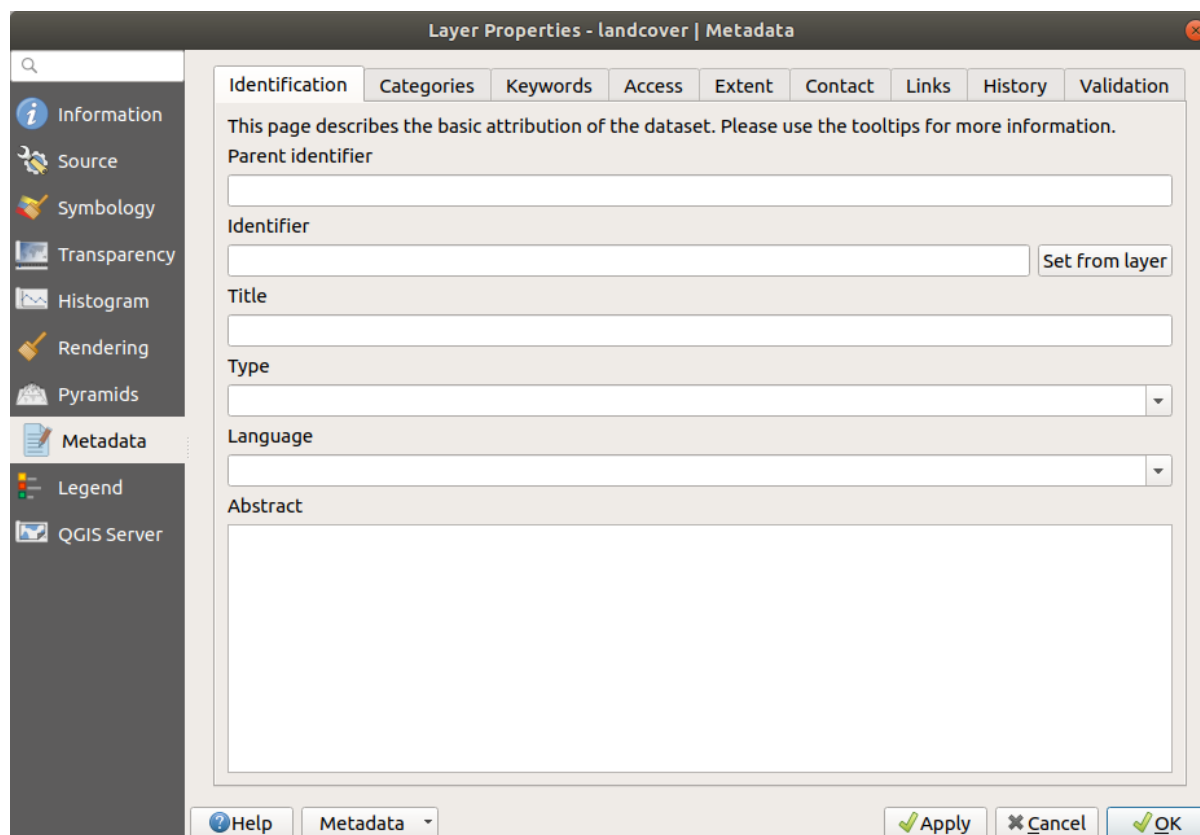 Layer Properties - landcover | Metadata
Information
Source
Symbology
Transparency
Histogram
Rendering
Pyramids
Metadata
Legend
QGIS Server
Identification Categories Keywords Access Extent Contact Links History Validation
This page describes the basic attribution of the dataset. Please use the tooltips for more information.
Parent identifier
Identifier
Set from layer
Title
Type
Language
Abstract
Help Metadata Apply Cancel OK